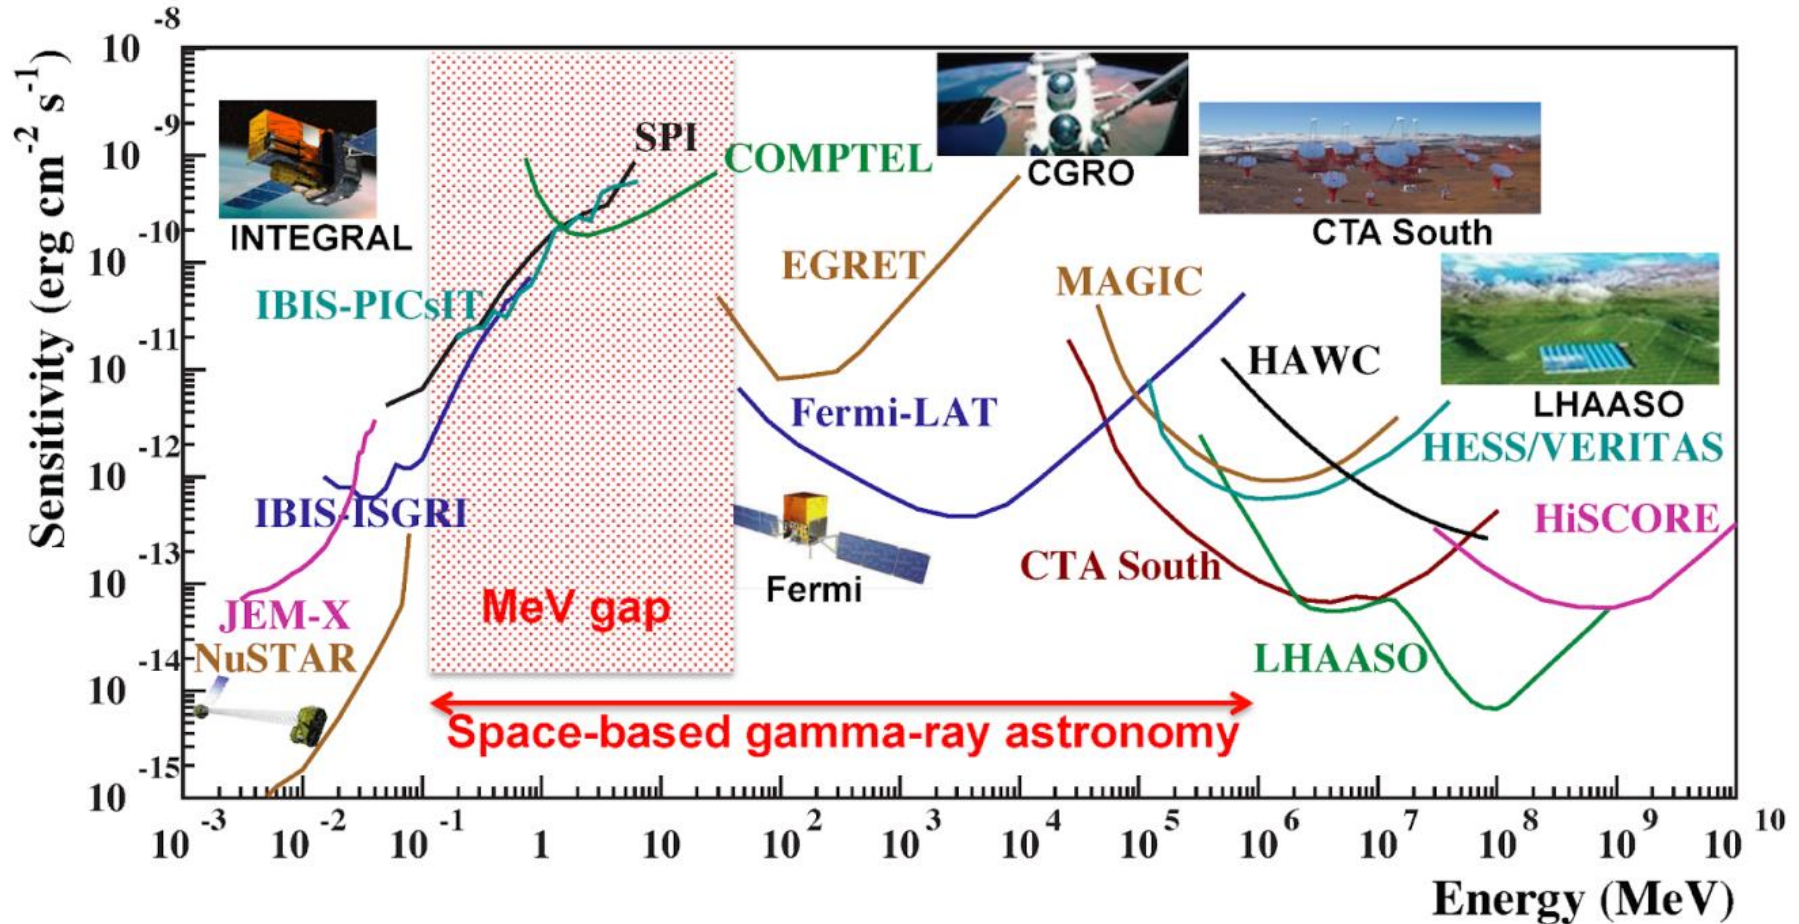 Sensitivity (erg cm-2 s-1)
10-8
10-9
10-10
10-11
10-12
10-13
10-14
10-15
INTEGRAL
SPI
COMPTEL
CGRO
CTA South
IBIS-PICsIT
EGRET
MAGIC
HAWC
LHAASO
Fermi-LAT
HESS/VERITAS
IBIS-ISGRI
HiSCORE
CTA South
Fermi
MeV gap
JEM-X
NuSTAR
LHAASO
Space-based gamma-ray astronomy
10-3 10-2 10-1 1 10 102 103 104 105 106 107 108 109 1010
Energy (MeV)